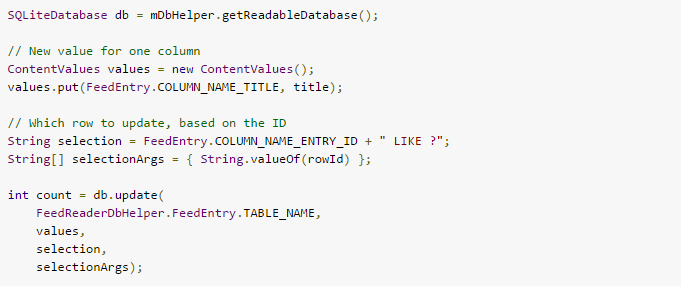 SQLiteDatabase db = mDbHelper.getReadableDatabase();
// New value for one column
ContentValues values = new ContentValues();
values.put(FeedEntry.COLUMN_NAME_TITLE, title);
// Which row to update, based on the ID
String selection = FeedEntry.COLUMN_NAME_ENTRY_ID + " LIKE ?";
String[] selectionArgs = { String.valueOf(rowId) };
int count = db.update(
    FeedReaderDbHelper.FeedEntry.TABLE_NAME,
    values,
    selection,
    selectionArgs);